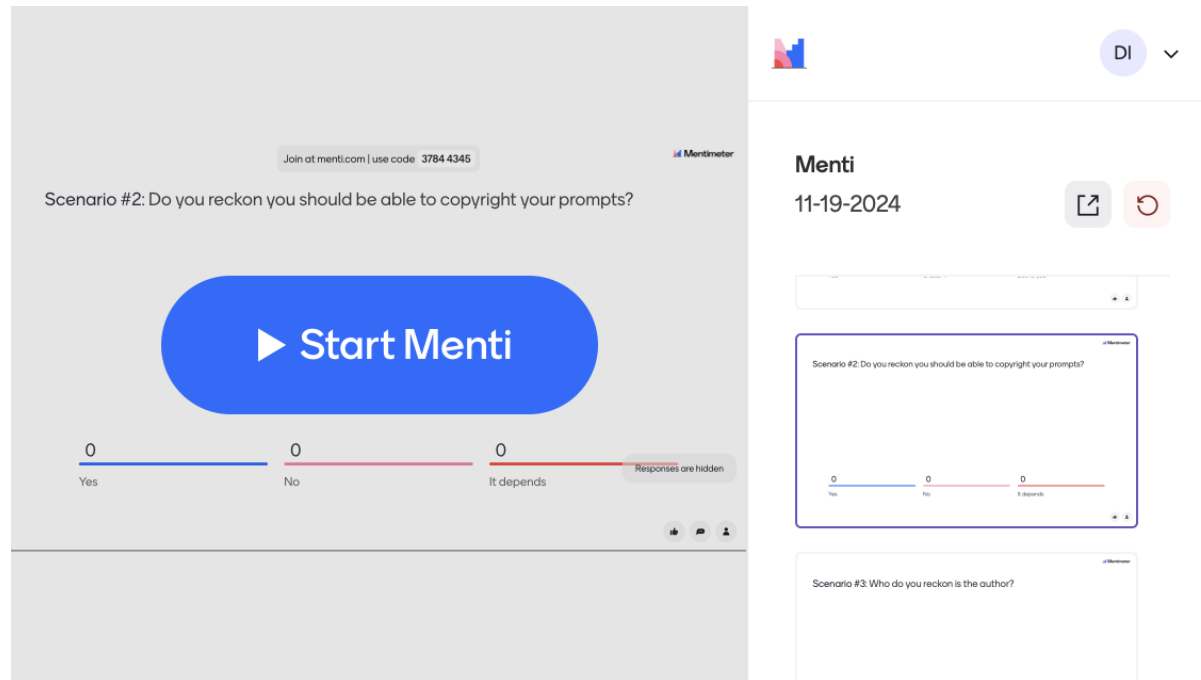 Join at menti.com | use code 3784 4345
Mentimeter
Scenario #2: Do you reckon you should be able to copyright your prompts?
Start Menti
0
0
0
Yes
No
It depends
Responses are hidden
DI
Menti
11-19-2024
Mentimeter
Scenario #2: Do you reckon you should be able to copyright your prompts?
0
0
0
Yes
No
It depends
Mentimeter
Scenario #3: Who do you reckon is the author?